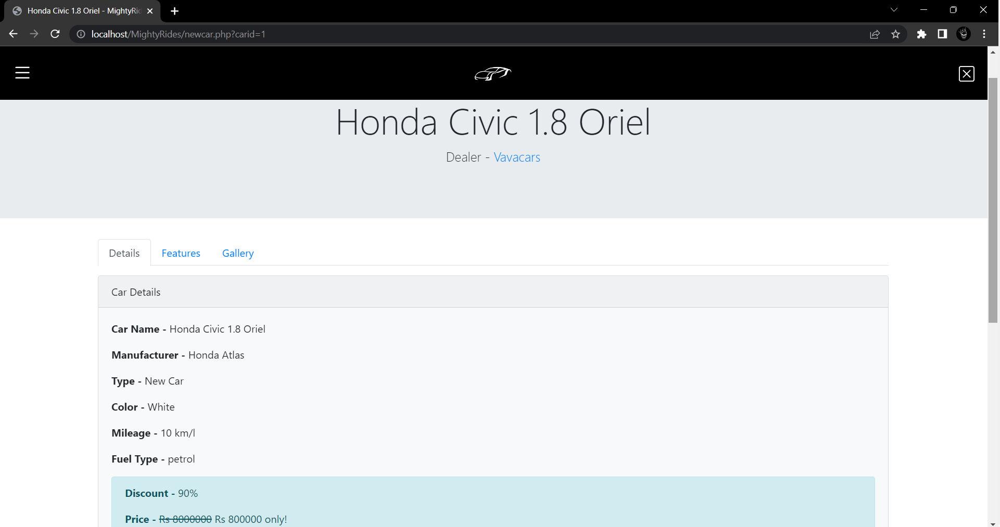 Honda Civic 1.8 Oriel - MightyRid
localhost/MightyRides/newcar.php?carid=1
Honda Civic 1.8 Oriel
Dealer - Vavacars
Details Features Gallery
Car Details
Car Name - Honda Civic 1.8 Oriel
Manufacturer - Honda Atlas
Type - New Car
Color - White
Mileage - 10 km/l
Fuel Type - petrol
Discount - 90%
Price - Rs 8000000 Rs 800000 only!